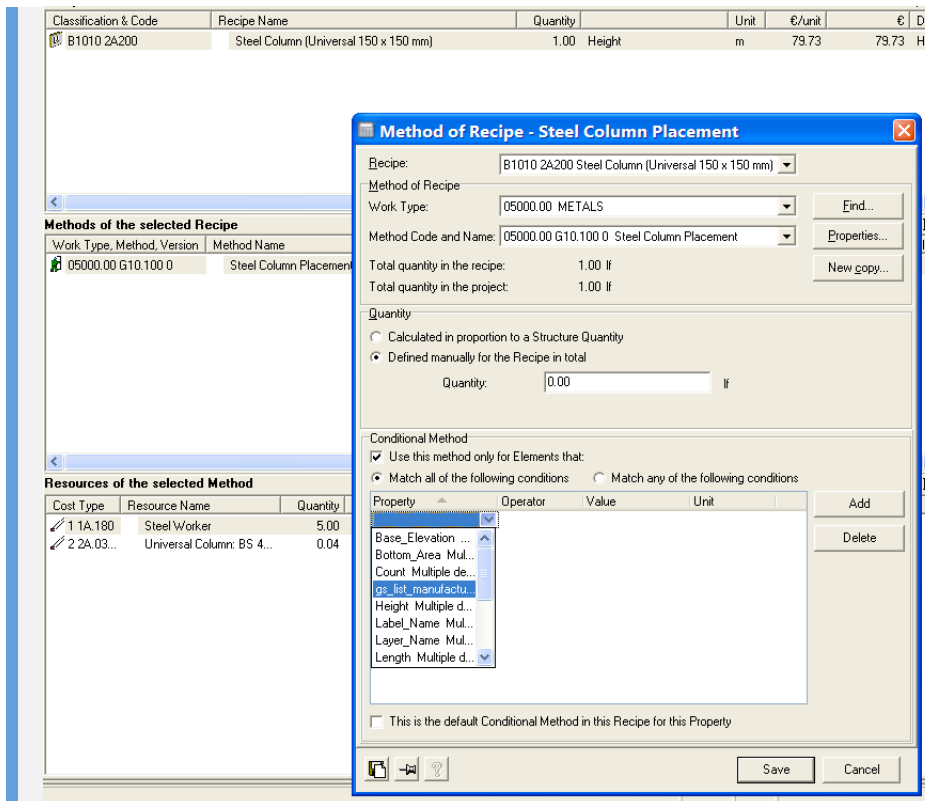 Classification & Code Recipe Name Quantity Unit €/unit € D
B1010 2A200 Steel Column (Universal 150 x 150 mm) 1.00 Height m 79.73 79.73 H
Method of Recipe - Steel Column Placement
Recipe: B1010 2A200 Steel Column (Universal 150 x 150 mm)
Method of Recipe
Work Type: 05000.00 METALS Find...
Method Code and Name: 05000.00 G10.100 0 Steel Column Placement Properties...
Total quantity in the recipe: 1.00 lf New copy...
Total quantity in the project: 1.00 lf
Quantity
Calculated in proportion to a Structure Quantity
Defined manually for the Recipe in total
Quantity: 0.00 lf
Conditional Method
Use this method only for Elements that:
Match all of the following conditions Match any of the following conditions
Property Operator Value Unit Add
Delete
Base_Elevation ...
Bottom_Area Mul...
Count Multiple de...
gs_list_manufactu...
Height Multiple d...
Label_Name Mul...
Layer_Name Mul...
Length Multiple d...
This is the default Conditional Method in this Recipe for this Property
Save Cancel
Methods of the selected Recipe
Work Type, Method, Version Method Name
05000.00 G10.100 0 Steel Column Placement
Resources of the selected Method
Cost Type Resource Name Quantity
1 1A.180 Steel Worker 5.00
2 2A.03... Universal Column: BS 4... 0.04